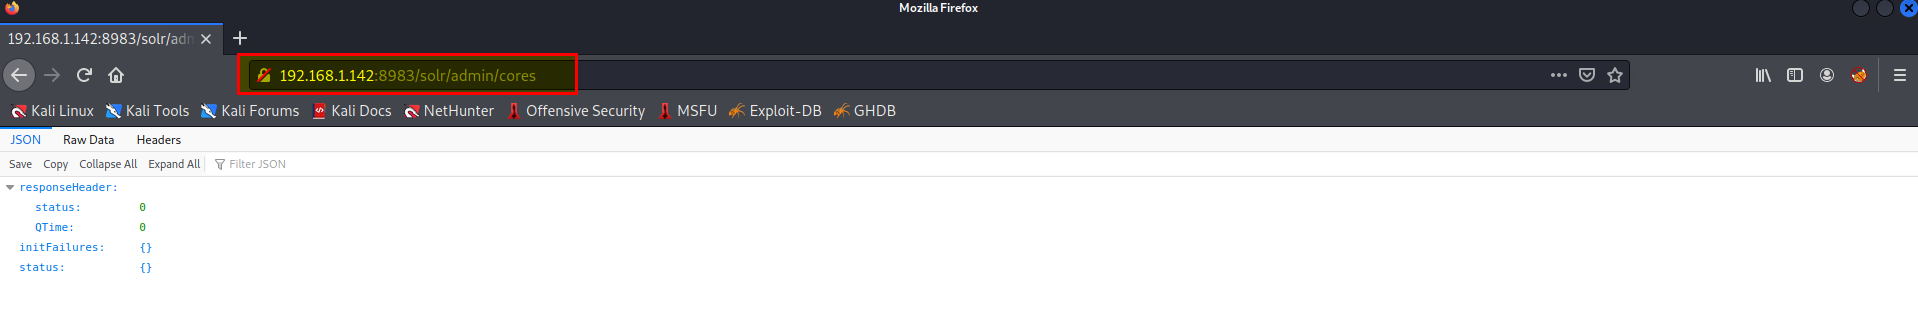 Mozilla Firefox
192.168.1.142:8983/solr/adn
192.168.1.142:8983/solr/admin/cores
Kali Linux Kali Tools Kali Forums Kali Docs NetHunter Offensive Security MSFU Exploit-DB GHDB
JSON Raw Data Headers
Save Copy Collapse All Expand All Filter JSON
responseHeader:
status: 0
QTime: 0
initFailures: {}
status: {}